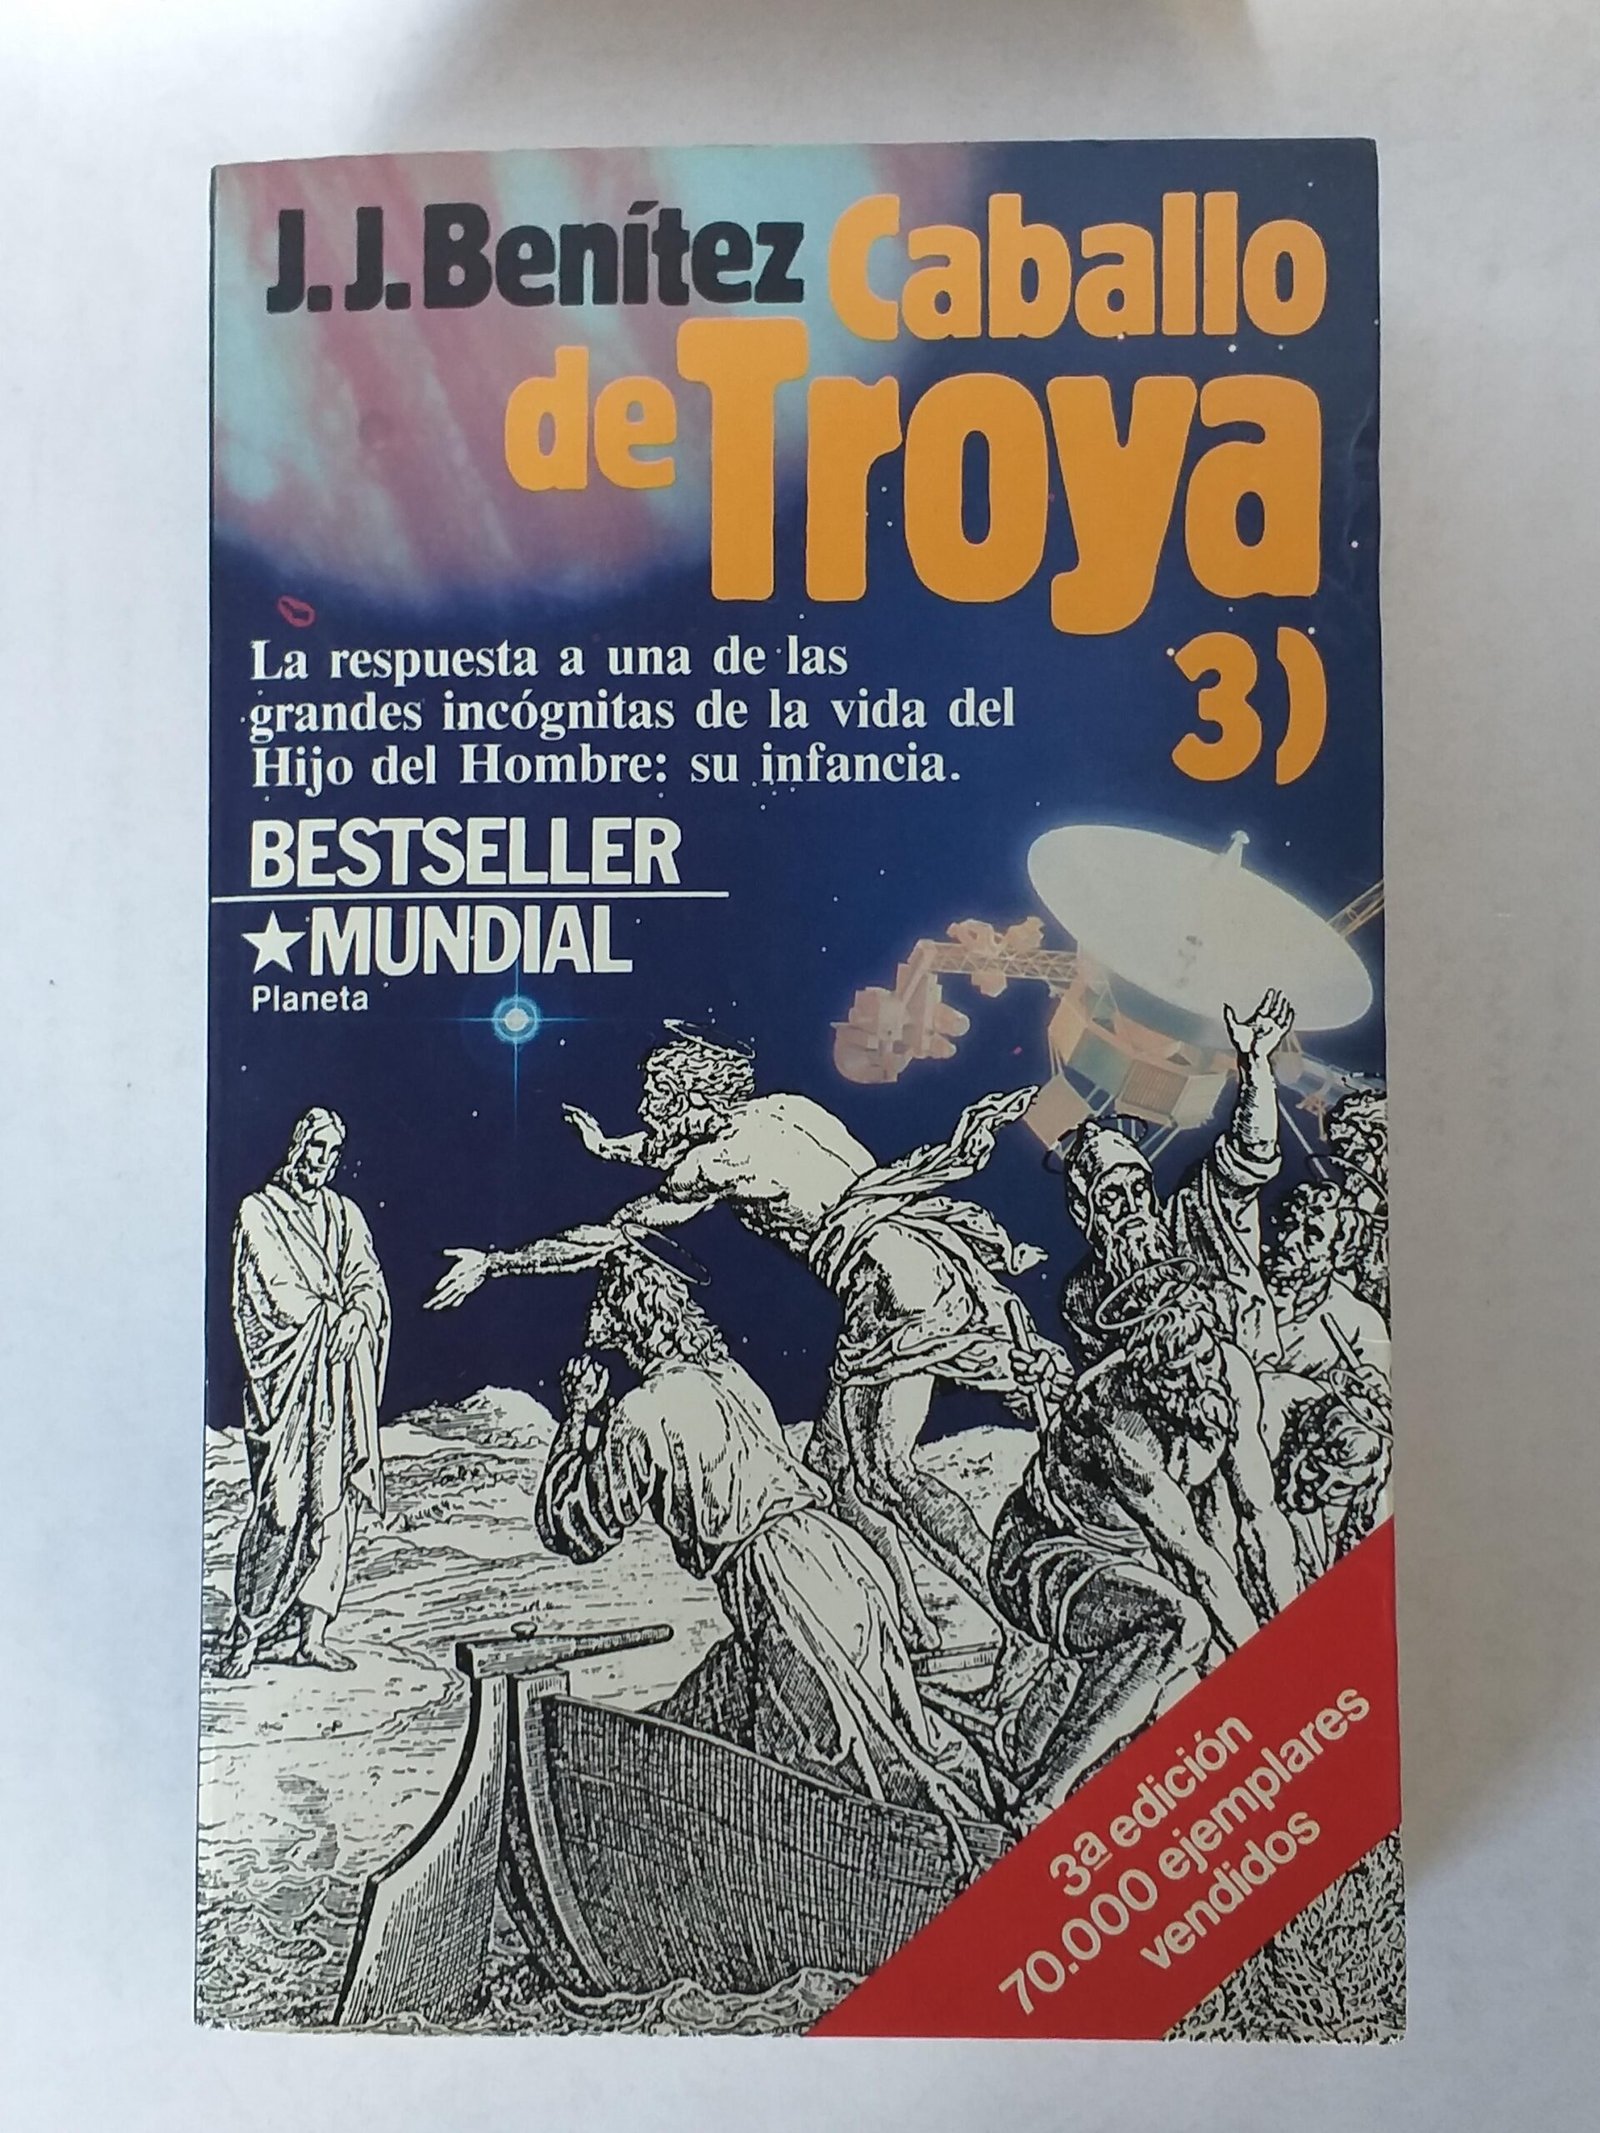 J.J.Benítez Caballo
de Troya
3)
La respuesta a una de las
grandes incógnitas de la vida del
Hijo del Hombre: su infancia.
BESTSELLER
★MUNDIAL
Planeta
3ª edición
70.000 ejemplares
vendidos